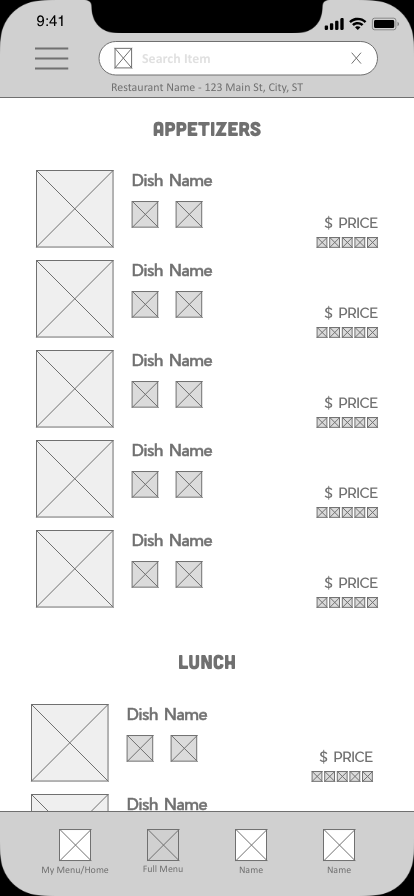 9:41
Search Item
Restaurant Name - 123 Main St, City, ST
APPETIZERS
Dish Name
$ PRICE
Dish Name
$ PRICE
Dish Name
$ PRICE
Dish Name
$ PRICE
Dish Name
$ PRICE
LUNCH
Dish Name
$ PRICE
Dish Name
My Menu/Home Full Menu Name Name